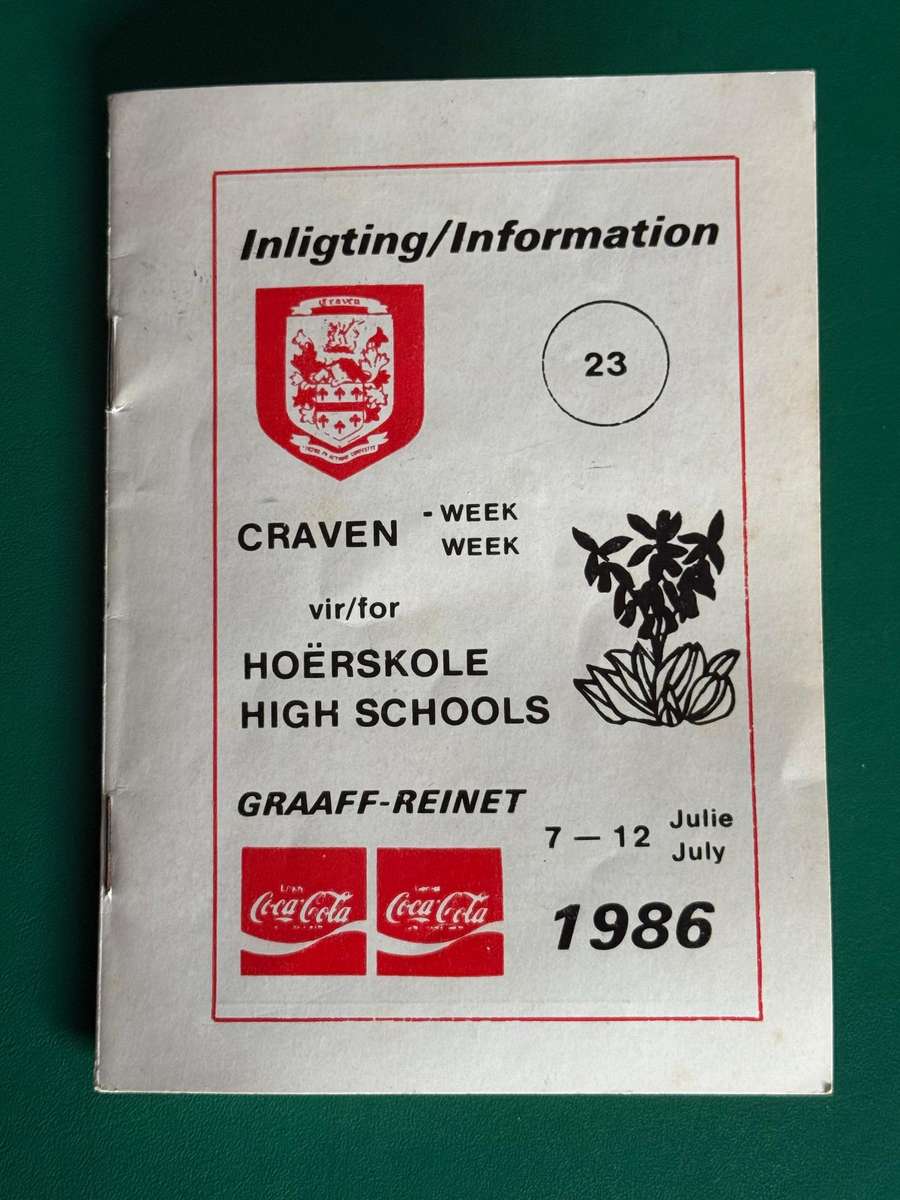 Inligting/Information
Craven
23
CRAVEN -WEEK
WEEK
vir/for
HOËRSKOLE
HIGH SCHOOLS
GRAAFF-REINET
7 — 12 Julie
July
Coca-Cola
Coca-Cola
1986